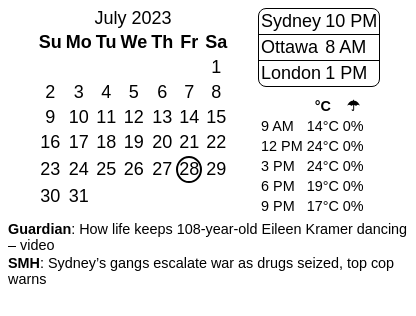 July 2023
Su Mo Tu We Th Fr Sa
1
2 3 4 5 6 7 8
9 10 11 12 13 14 15
16 17 18 19 20 21 22
23 24 25 26 27 28 29
30 31
Sydney 10 PM
Ottawa 8 AM
London 1 PM
°C ☂
9 AM 14°C 0%
12 PM 24°C 0%
3 PM 24°C 0%
6 PM 19°C 0%
9 PM 17°C 0%
Guardian: How life keeps 108-year-old Eileen Kramer dancing
– video
SMH: Sydney’s gangs escalate war as drugs seized, top cop
warns